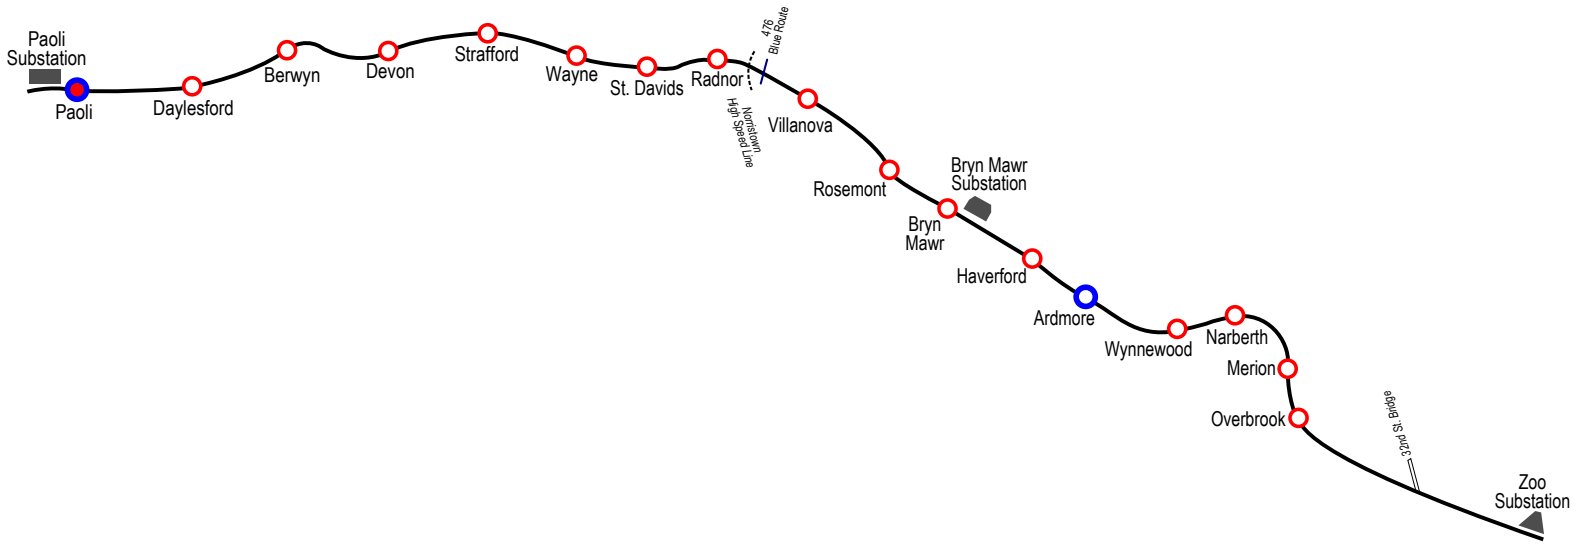 Paoli
Substation
Paoli
Daylesford
Berwyn
Devon
Strafford
Wayne
St. Davids
Radnor
476
Blue Route
Norristown
High Speed Line
Villanova
Rosemont
Bryn Mawr
Substation
Bryn
Mawr
Haverford
Ardmore
Wynnewood
Narberth
Merion
Overbrook
32nd St. Bridge
Zoo
Substation